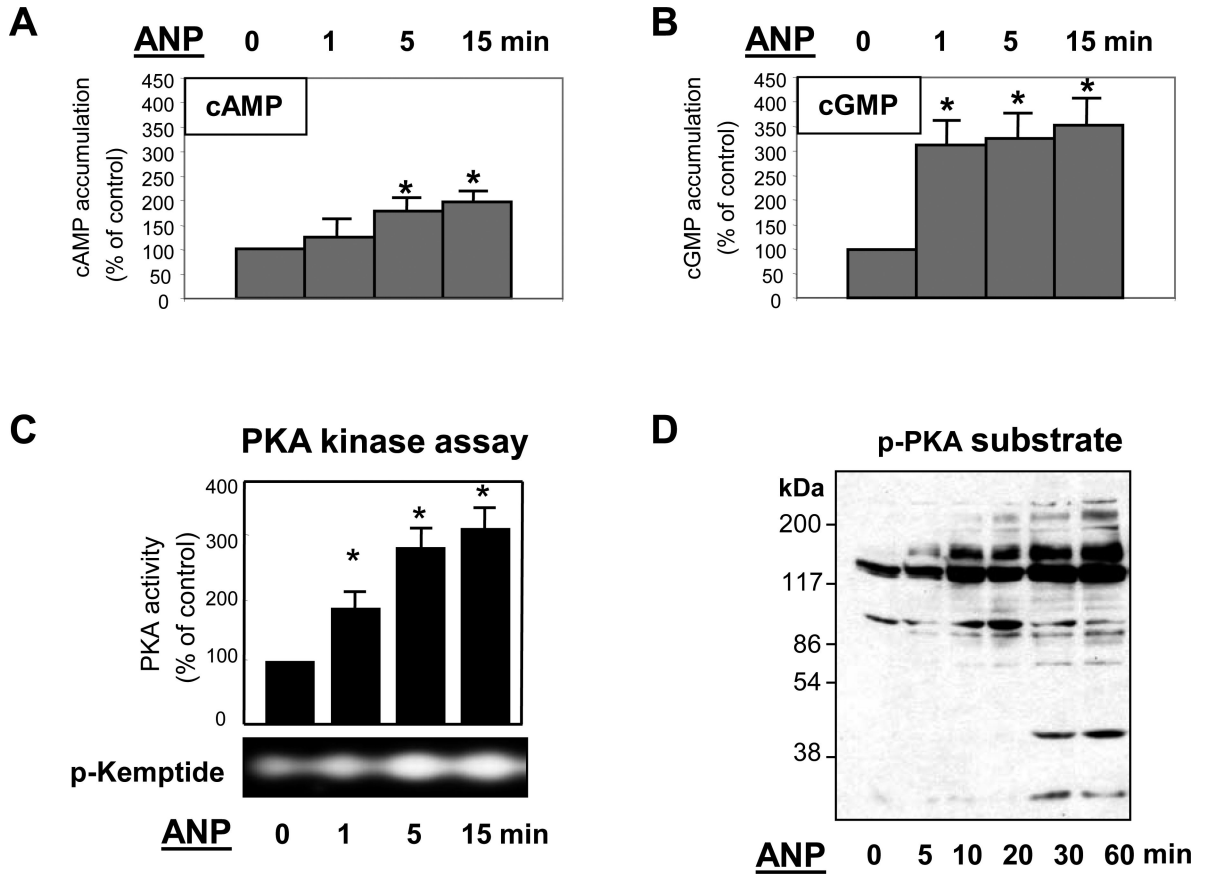 A
ANP 0 1 5 15 min
cAMP accumulation
(% of control)
450
400
350
300
250
200
150
100
50
0
cAMP
*
*
B
ANP 0 1 5 15 min
cGMP accumulation
(% of control)
450
400
350
300
250
200
150
100
50
0
cGMP
*
*
*
C
PKA kinase assay
PKA activity
(% of control)
400
300
200
100
0
*
*
*
p-Kemptide
ANP 0 1 5 15 min
D
p-PKA substrate
kDa
200
117
86
54
38
ANP 0 5 10 20 30 60 min